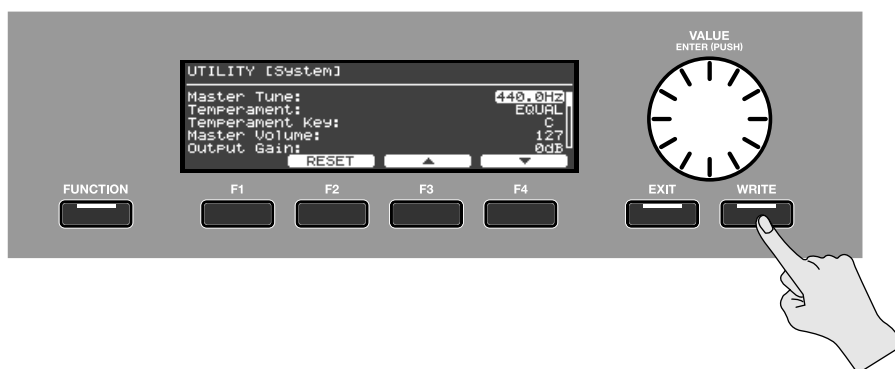 VALUE
ENTER (PUSH)
UTILITY [System]
Master Tune: 440.0Hz
Temperament: EQUAL
Temperament Key: C
Master Volume: 127
Output Gain: 0dB
RESET ▲ ▼
FUNCTION F1 F2 F3 F4 EXIT WRITE